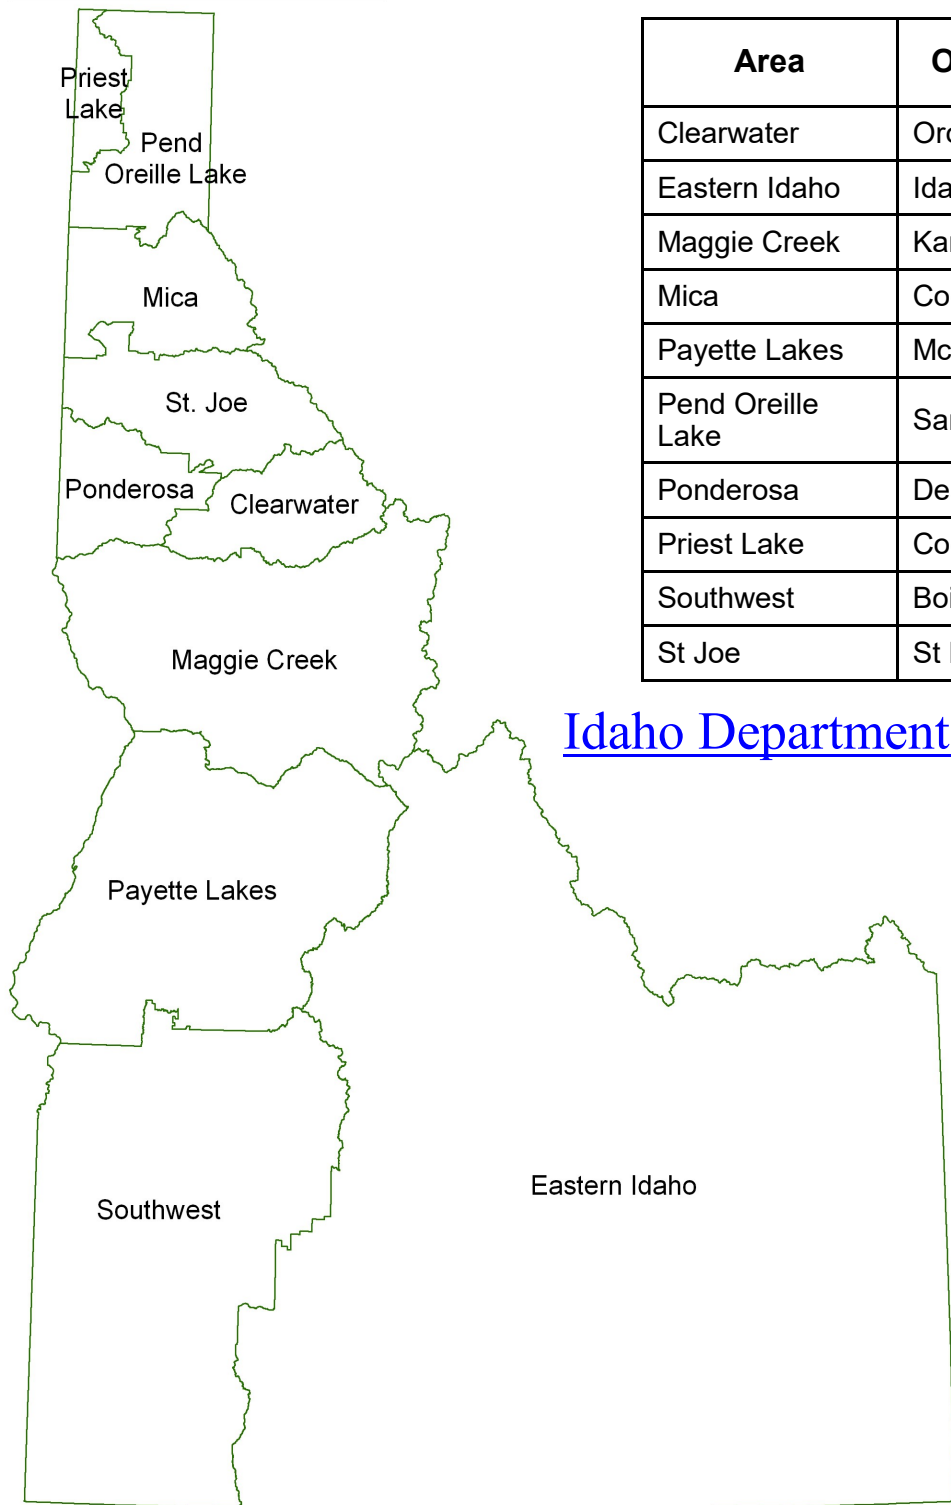 Priest
Lake
Pend
Oreille Lake
Mica
St. Joe
Ponderosa
Clearwater
Maggie Creek
Payette Lakes
Southwest
Eastern Idaho
Area
Clearwater
Eastern Idaho
Maggie Creek
Mica
Payette Lakes
Pend Oreille
Lake
Ponderosa
Priest Lake
Southwest
St Joe St
Idaho Department